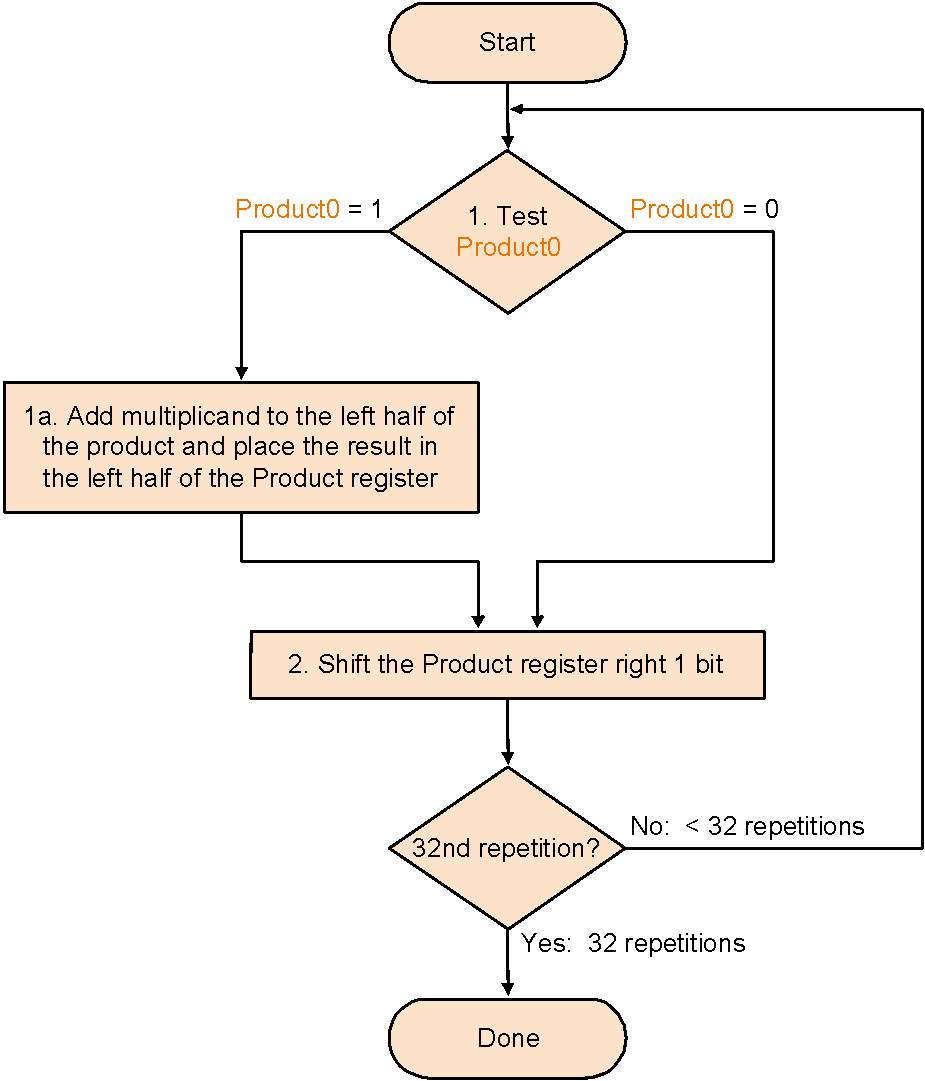 Start
Product0 = 1
1. Test
Product0
Product0 = 0
1a. Add multiplicand to the left half of
the product and place the result in
the left half of the Product register
2. Shift the Product register right 1 bit
32nd repetition?
No:  < 32 repetitions
Yes:  32 repetitions
Done